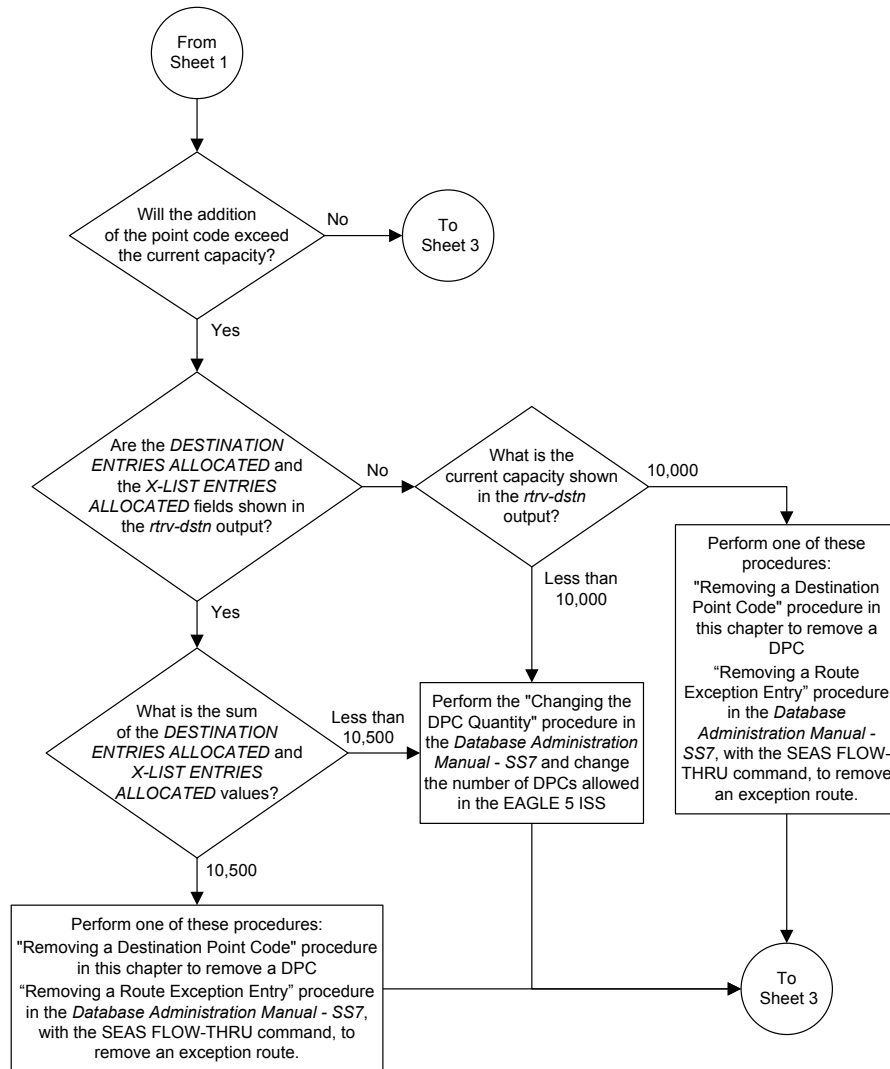 From
Sheet 1
Will the addition
of the point code exceed
the current capacity?
No
To
Sheet 3
Yes
Are the DESTINATION
ENTRIES ALLOCATED and
the X-LIST ENTRIES
ALLOCATED fields shown in
the rtrv-dstn output?
No
What is the
current capacity shown
in the rtrv-dstn
output?
10,000
Perform one of these
procedures:
"Removing a Destination
Point Code" procedure in
this chapter to remove a
DPC
“Removing a Route
Exception Entry” procedure
in the Database
Administration Manual -
SS7, with the SEAS FLOW-
THRU command, to remove
an exception route.
Less than
10,000
Yes
What is the sum
of the DESTINATION
ENTRIES ALLOCATED and
X-LIST ENTRIES
ALLOCATED values?
Less than
10,500
Perform the "Changing the
DPC Quantity" procedure in
the Database Administration
Manual - SS7 and change
the number of DPCs allowed
in the EAGLE 5 ISS
10,500
Perform one of these procedures:
"Removing a Destination Point Code" procedure
in this chapter to remove a DPC
“Removing a Route Exception Entry” procedure
in the Database Administration Manual - SS7,
with the SEAS FLOW-THRU command, to
remove an exception route.
To
Sheet 3